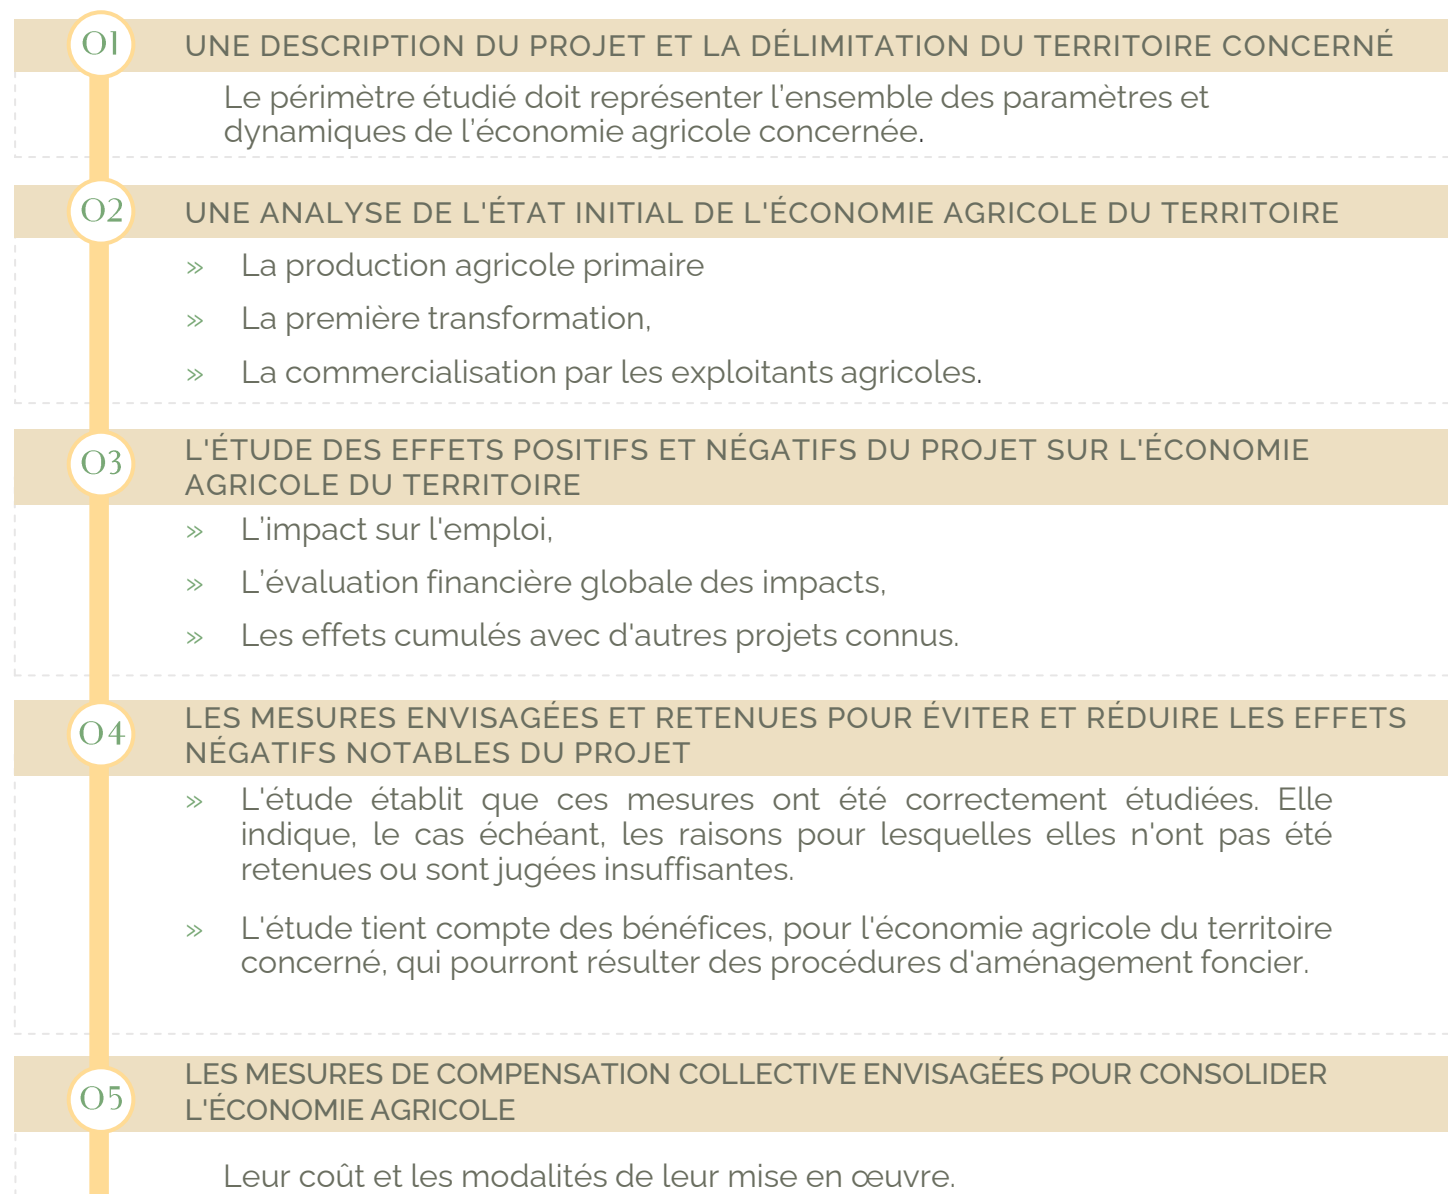 01
UNE DESCRIPTION DU PROJET ET LA DÉLIMITATION DU TERRITOIRE CONCERNÉ
Le périmètre étudié doit représenter l’ensemble des paramètres et
dynamiques de l’économie agricole concernée.
02
UNE ANALYSE DE L'ÉTAT INITIAL DE L'ÉCONOMIE AGRICOLE DU TERRITOIRE
» La production agricole primaire
» La première transformation,
» La commercialisation par les exploitants agricoles.
03
L'ÉTUDE DES EFFETS POSITIFS ET NÉGATIFS DU PROJET SUR L'ÉCONOMIE
AGRICOLE DU TERRITOIRE
» L’impact sur l'emploi,
» L’évaluation financière globale des impacts,
» Les effets cumulés avec d'autres projets connus.
04
LES MESURES ENVISAGÉES ET RETENUES POUR ÉVITER ET RÉDUIRE LES EFFETS
NÉGATIFS NOTABLES DU PROJET
» L'étude établit que ces mesures ont été correctement étudiées. Elle
indique, le cas échéant, les raisons pour lesquelles elles n'ont pas été
retenues ou sont jugées insuffisantes.
» L'étude tient compte des bénéfices, pour l'économie agricole du territoire
concerné, qui pourront résulter des procédures d'aménagement foncier.
05
LES MESURES DE COMPENSATION COLLECTIVE ENVISAGÉES POUR CONSOLIDER
L'ÉCONOMIE AGRICOLE
Leur coût et les modalités de leur mise en œuvre.